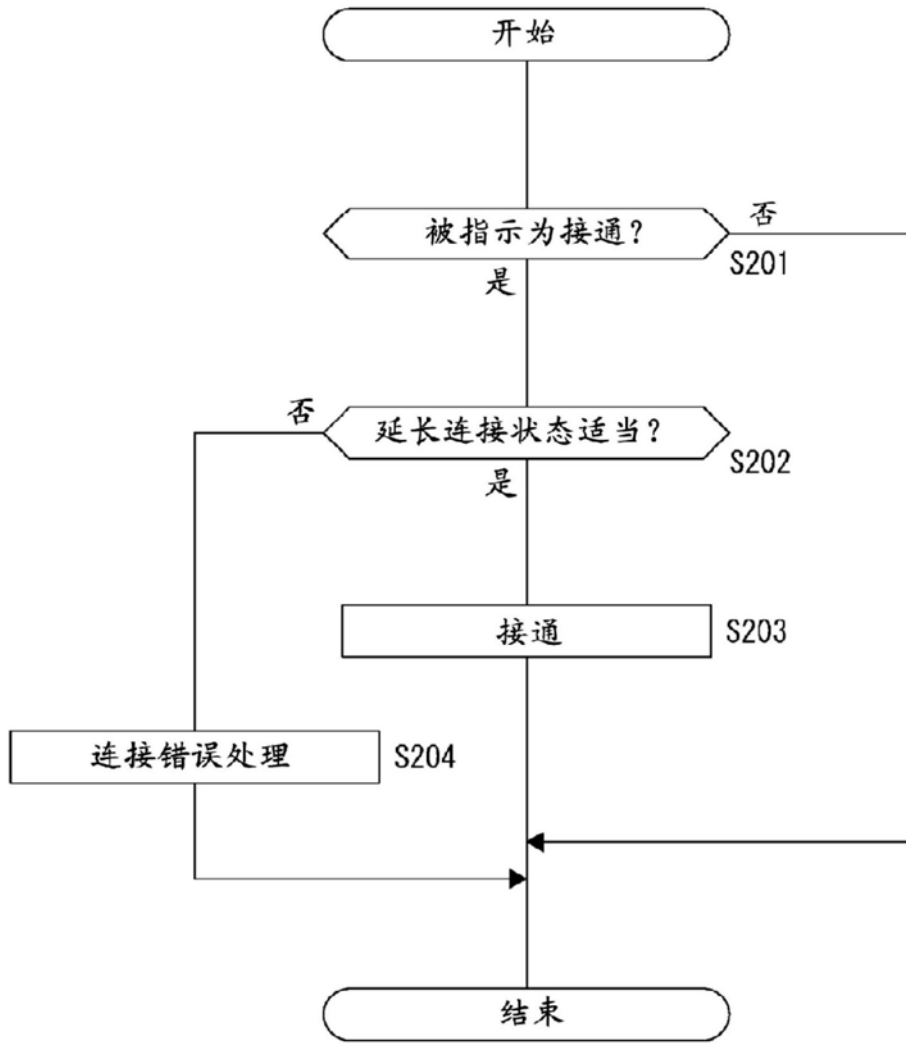 开始
被指示为接通？
否
S201
是
否
延长连接状态适当？
S202
是
接通
S203
连接错误处理
S204
结束